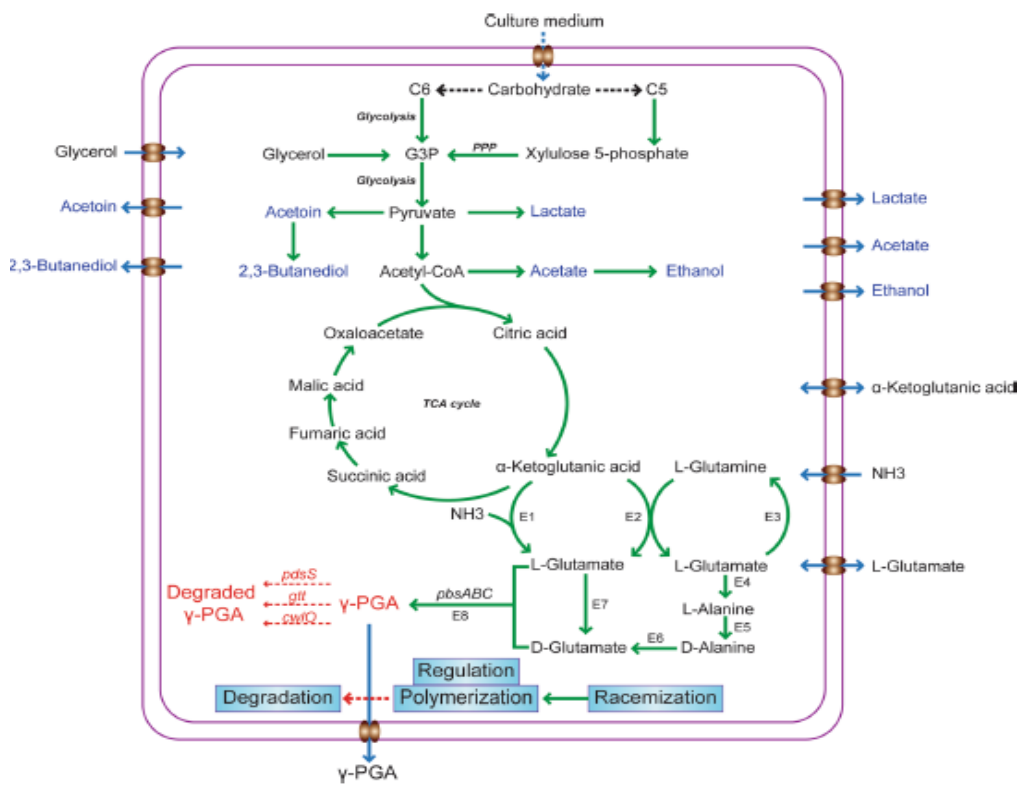 Culture medium
C6
Carbohydrate
C5
Glycolysis
Glycerol
Glycerol
G3P
PPP
Xylulose 5-phosphate
Glycolysis
Acetoin
Acetoin
Pyruvate
Lactate
Lactate
2,3-Butanediol
2,3-Butanediol
Acetyl-CoA
Acetate
Ethanol
Acetate
Ethanol
Oxaloacetate
Citric acid
Malic acid
TCA cycle
α-Ketoglutanic acid
Fumaric acid
Succinic acid
α-Ketoglutanic acid
L-Glutamine
NH3
NH3
E1
E2
E3
L-Glutamate
L-Glutamate
L-Glutamate
pdsS
Degraded
γ-PGA
gtt
cwlO
γ-PGA
pbsABC
E8
E7
E4
L-Alanine
E5
D-Glutamate
E6
D-Alanine
Regulation
Degradation
Polymerization
Racemization
γ-PGA